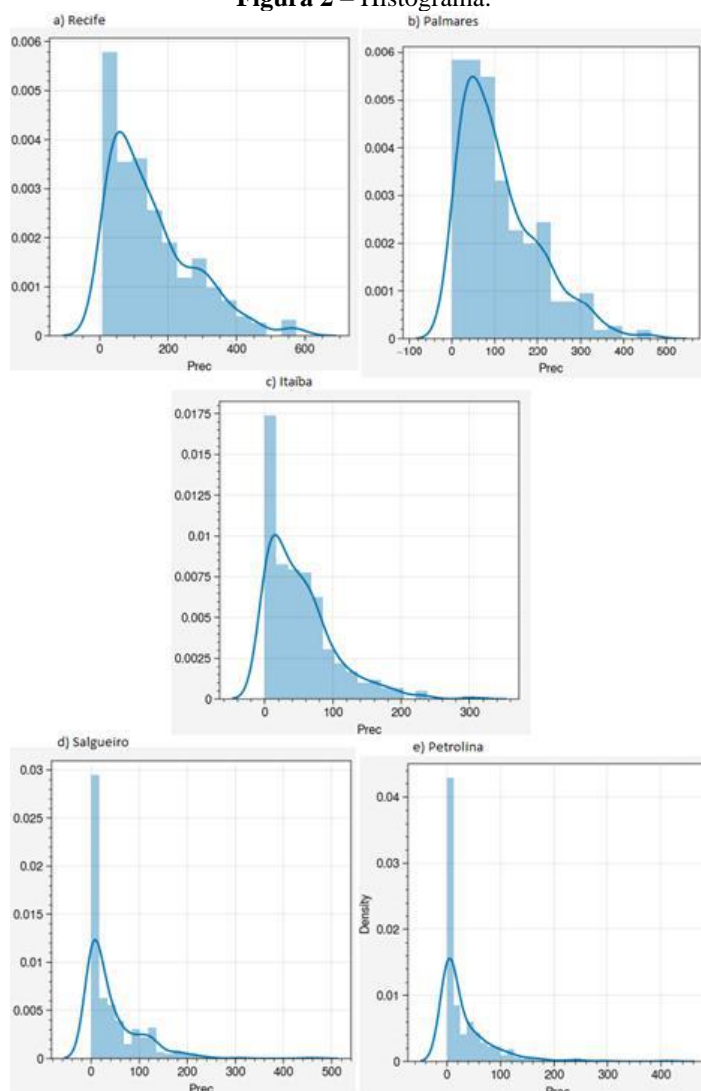 Figura 2 – Histograma.
a) Recife
b) Palmares
0.006
0.005
0.004
0.003
0.002
0.001
0
0 200 400 600
Prec
0.006
0.005
0.004
0.003
0.002
0.001
0
−100 0 100 200 300 400 500
Prec
c) Itaíba
0.0175
0.015
0.0125
0.01
0.0075
0.005
0.0025
0
0 100 200 300
Prec
d) Salgueiro
e) Petrolina
0.03
0.025
0.02
0.015
0.01
0.005
0
0 100 200 300 400 500
Prec
Density
0.04
0.03
0.02
0.01
0
0 100 200 300 400
Prec